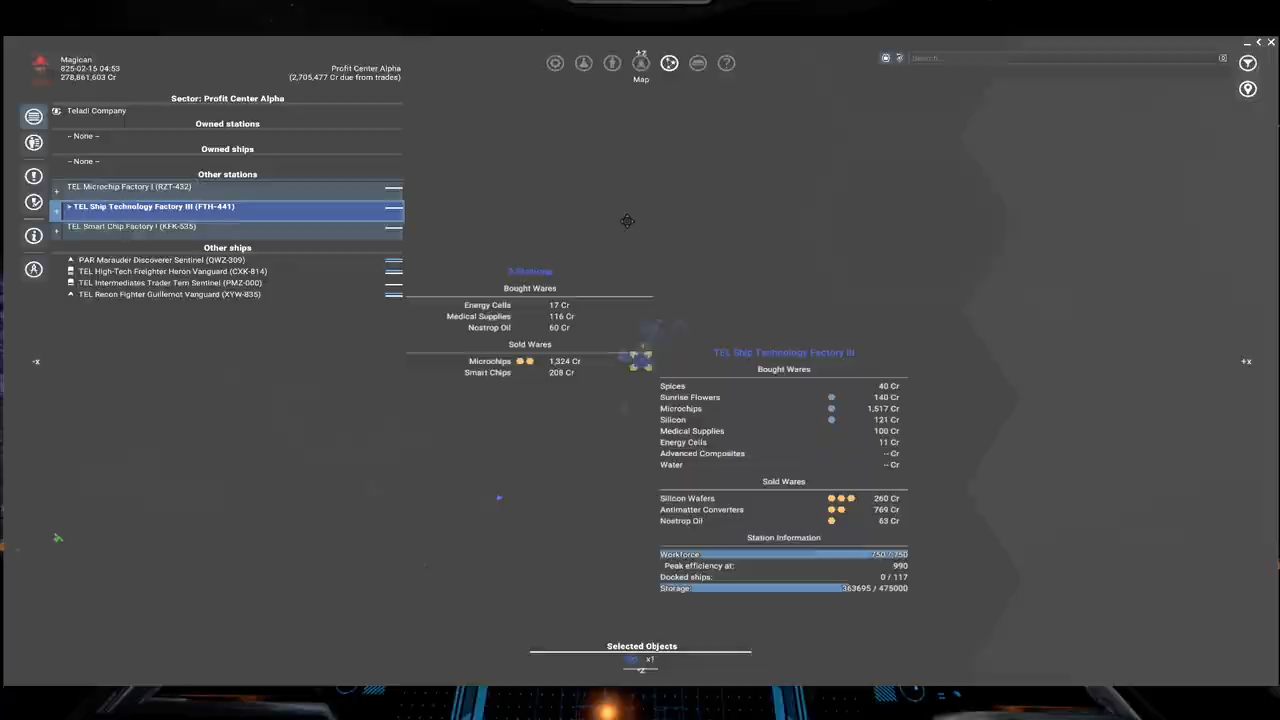 Magican
825-02-15 04:53
278,861,603 Cr
Profit Center Alpha
(2,705,477 Cr due from trades)
+Z
Map
Search...
Sector: Profit Center Alpha
Teladi Company
Owned stations
-- None --
Owned ships
-- None --
Other stations
TEL Microchip Factory I (RZT-432)
TEL Ship Technology Factory III (FTH-441)
TEL Smart Chip Factory I (KFK-535)
Other ships
PAR Marauder Discoverer Sentinel (QWZ-309)
TEL High-Tech Freighter Heron Vanguard (CXK-814)
TEL Intermediates Trader Tern Sentinel (PMZ-000)
TEL Recon Fighter Guillemot Vanguard (XYW-835)
3 Stations
Bought Wares
Energy Cells 17 Cr
Medical Supplies 116 Cr
Nostrop Oil 60 Cr
Sold Wares
Microchips 1,324 Cr
Smart Chips 208 Cr
-x
+x
TEL Ship Technology Factory III
Bought Wares
Spices 40 Cr
Sunrise Flowers 140 Cr
Microchips 1,517 Cr
Silicon 121 Cr
Medical Supplies 100 Cr
Energy Cells 11 Cr
Advanced Composites -- Cr
Water -- Cr
Sold Wares
Silicon Wafers 260 Cr
Antimatter Converters 769 Cr
Nostrop Oil 63 Cr
Station Information
Workforce: 750 / 750
Peak efficiency at: 990
Docked ships: 0 / 117
Storage: 363695 / 475000
Selected Objects
x1
-Z